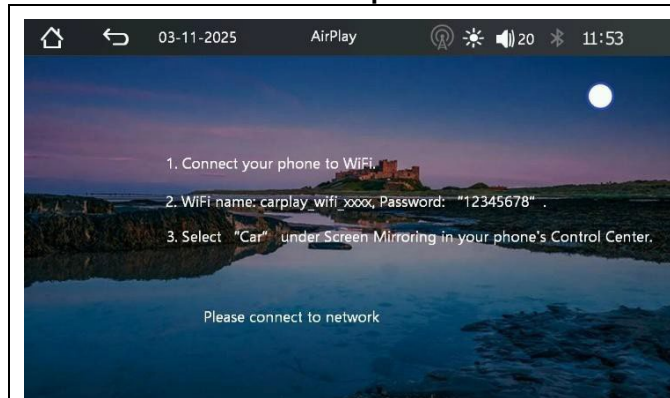 03-11-2025 AirPlay 20 11:53
1. Connect your phone to WiFi.
2. WiFi name: carplay_wifi_xxxx, Password: “12345678“ .
3. Select “Car” under Screen Mirroring in your phone's Control Center.
Please connect to network